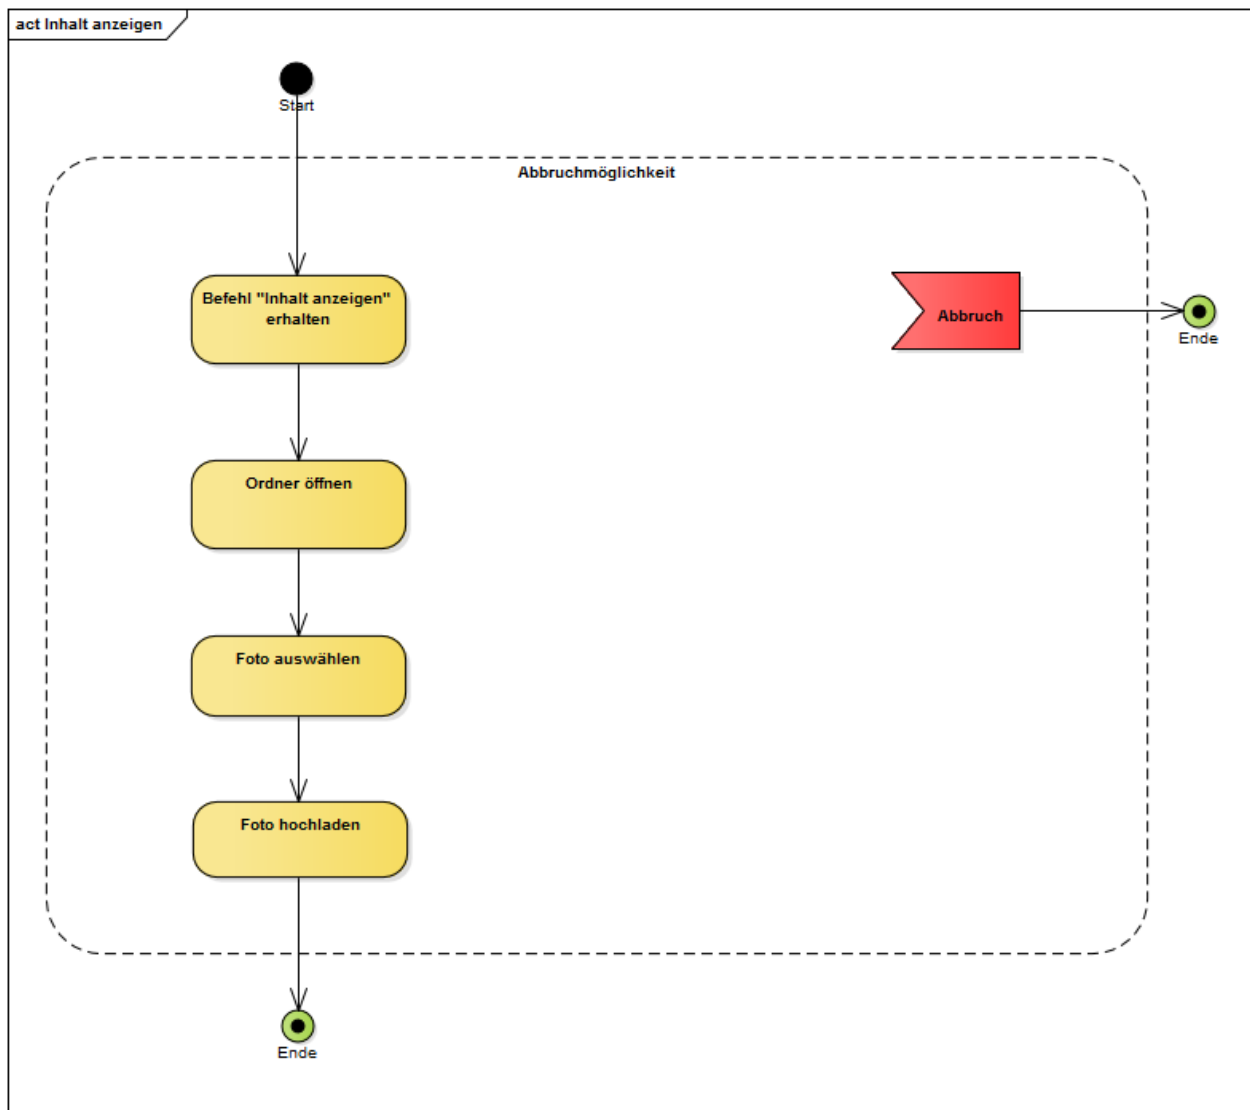 act Inhalt anzeigen
Start
Abbruchmöglichkeit
Befehl "Inhalt anzeigen"
erhalten
Abbruch
Ende
Ordner öffnen
Foto auswählen
Foto hochladen
Ende